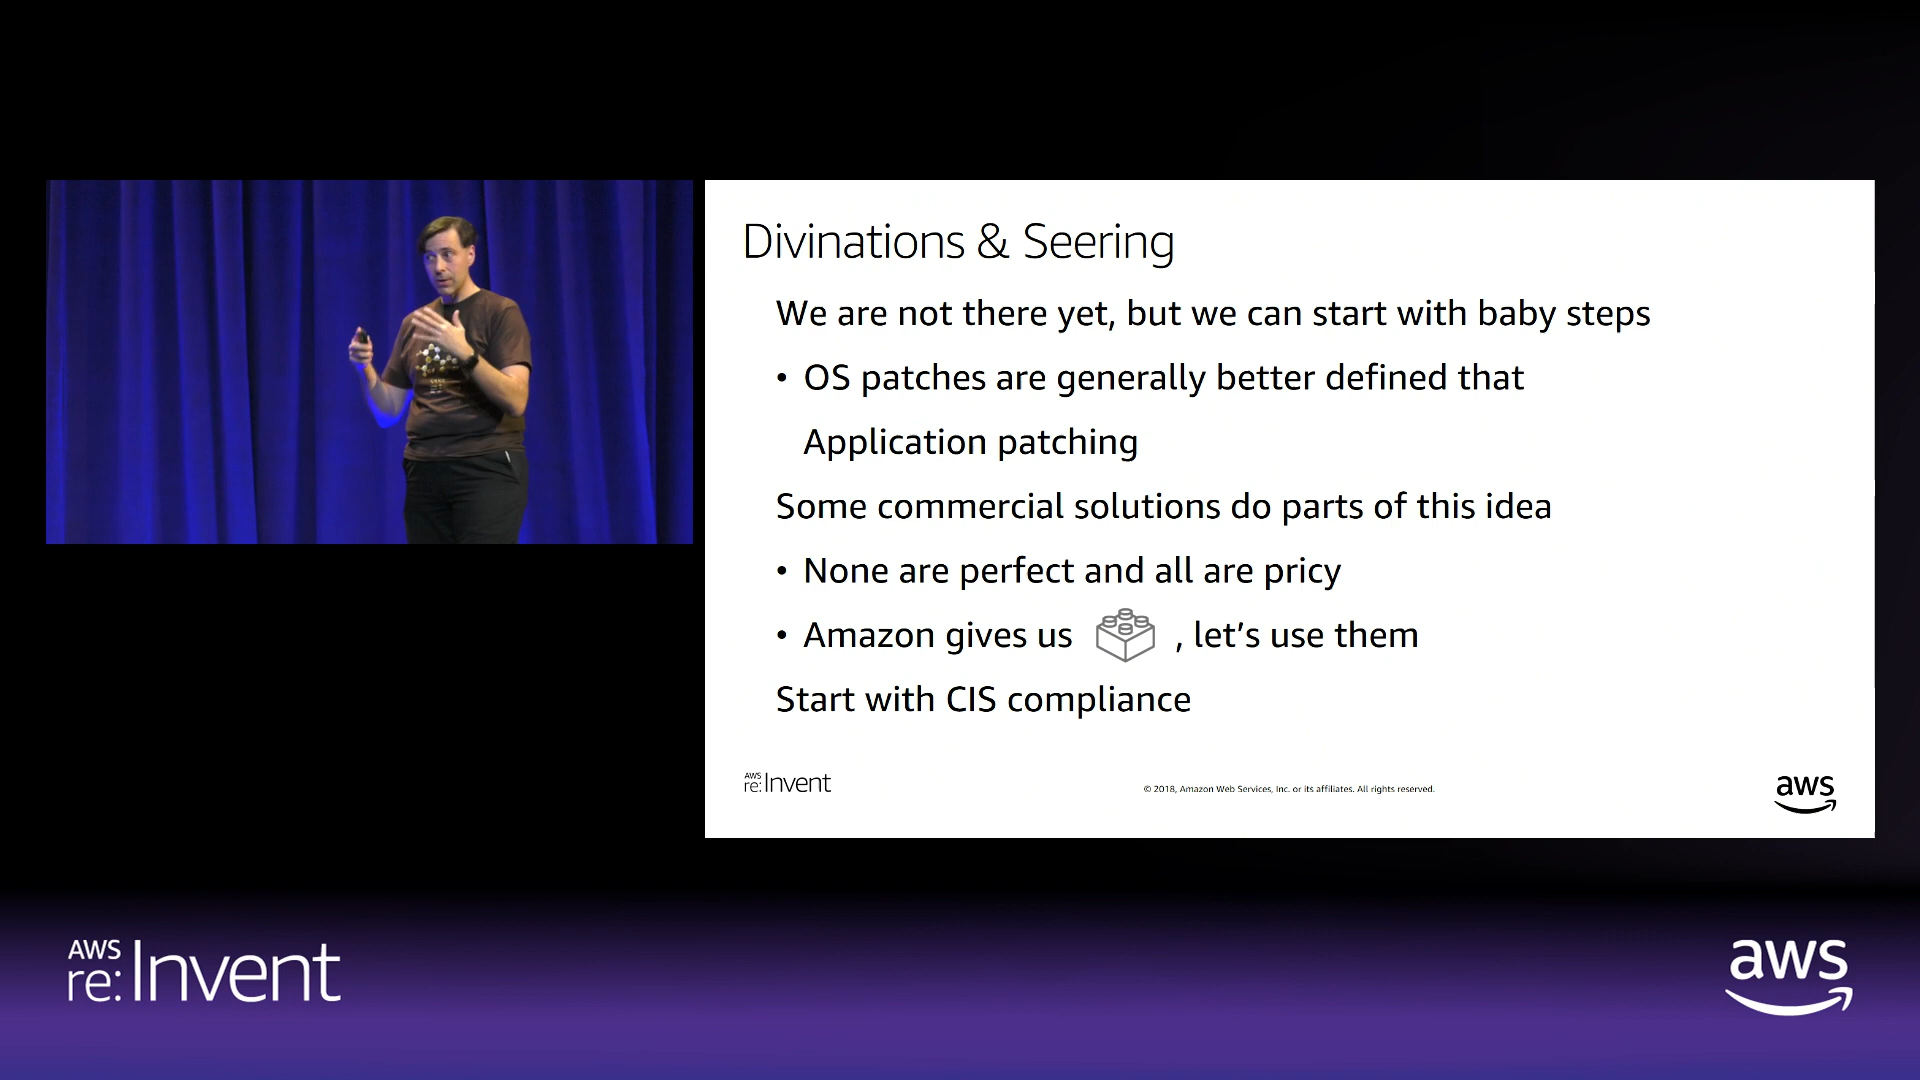 Divinations & Seering
We are not there yet, but we can start with baby steps
• OS patches are generally better defined that
Application patching
Some commercial solutions do parts of this idea
• None are perfect and all are pricy
• Amazon gives us , let's use them
Start with CIS compliance
AWS
re:Invent
© 2018, Amazon Web Services, Inc. or its affiliates. All rights reserved.
aws
AWS
re:Invent
aws